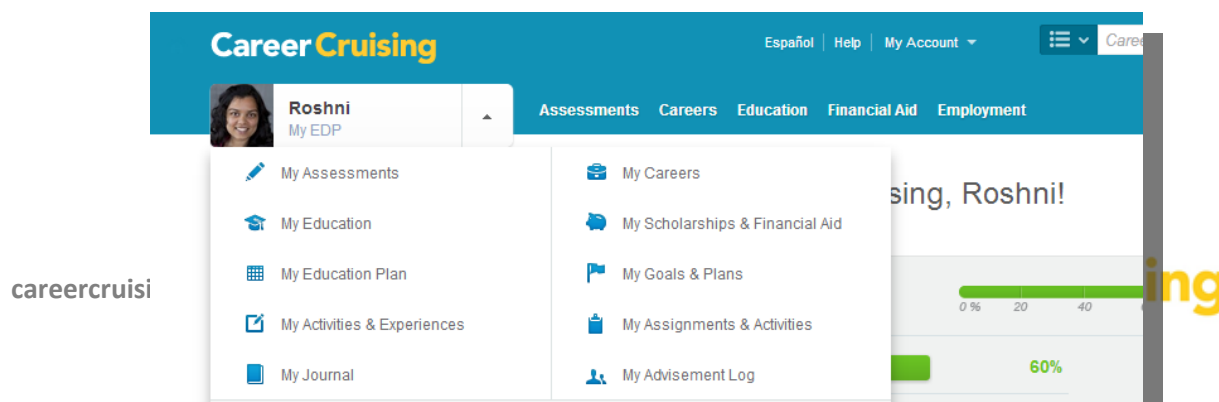 CareerCruising
Español | Help | My Account
Roshni
My EDP
Assessments Careers Education Financial Aid Employment
My Assessments
My Careers
sing, Roshni!
My Education
My Scholarships & Financial Aid
My Education Plan
My Goals & Plans
careercruisi
ing
0 % 20 40
My Activities & Experiences
My Assignments & Activities
My Journal
My Advisement Log
60%